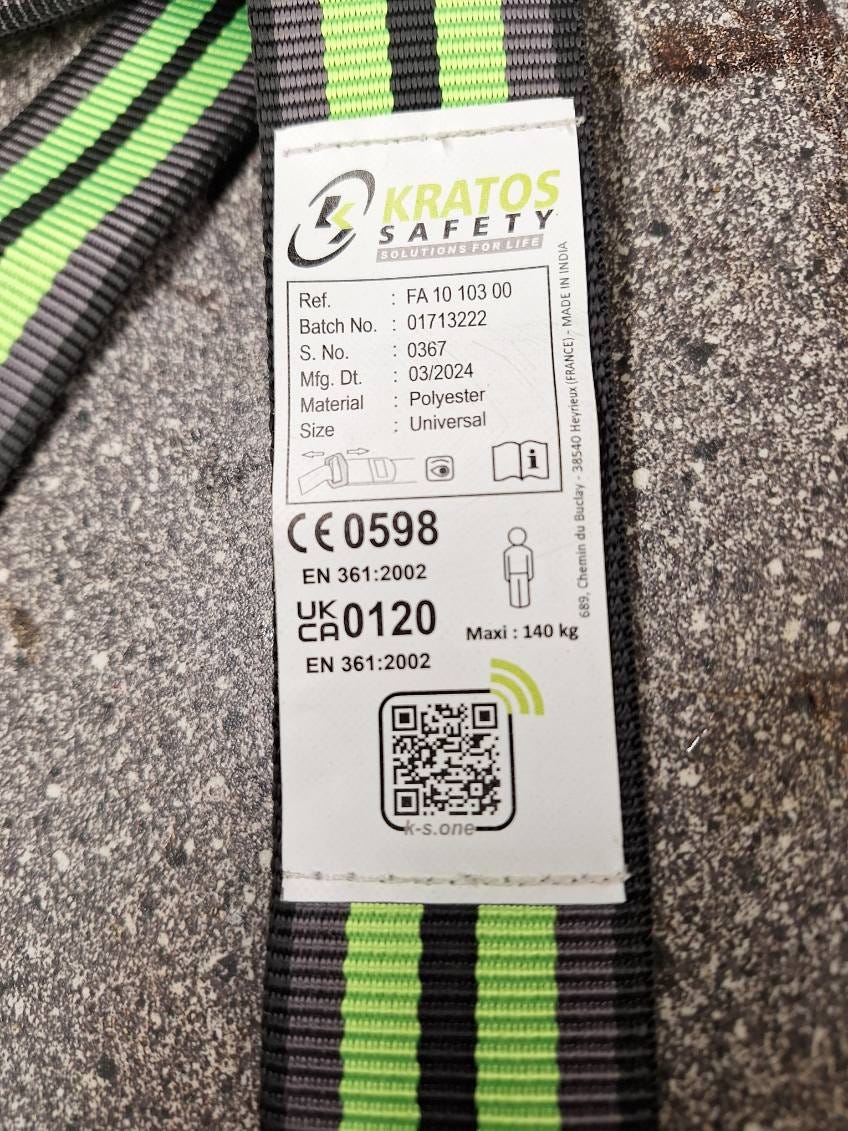 KRATOS
SAFETY
SOLUTIONS FOR LIFE
Ref. : FA 10 103 00
Batch No. : 01713222
S. No. : 0367
Mfg. Dt. : 03/2024
Material : Polyester
Size : Universal
i
CE 0598
EN 361:2002
UK
CA 0120
EN 361:2002
Maxi : 140 kg
k-s.one
689, Chemin du Buclay - 38540 Heyrieux (FRANCE) - MADE IN INDIA